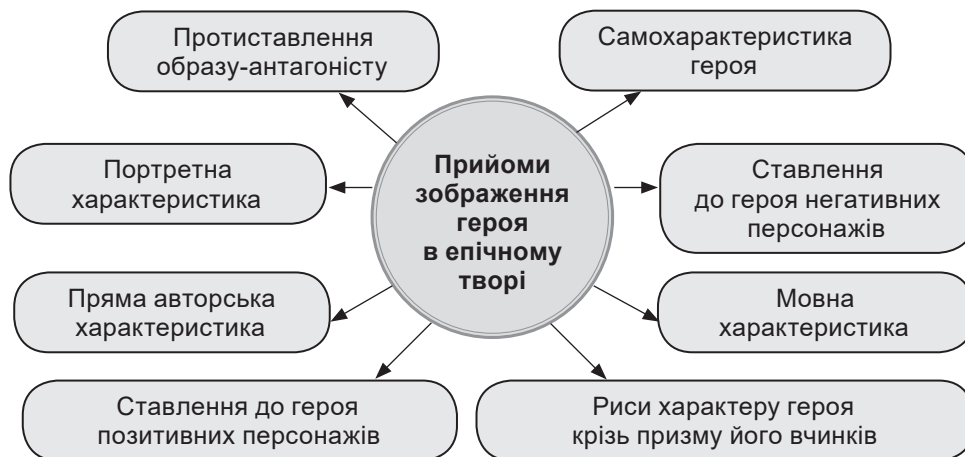 Протиставлення
образу-антагоністу
Самохарактеристика
героя
Портретна
характеристика
Прийоми
зображення
героя
в епічному
творі
Ставлення
до героя негативних
персонажів
Пряма авторська
характеристика
Мовна
характеристика
Ставлення до героя
позитивних персонажів
Риси характеру героя
крізь призму його вчинків